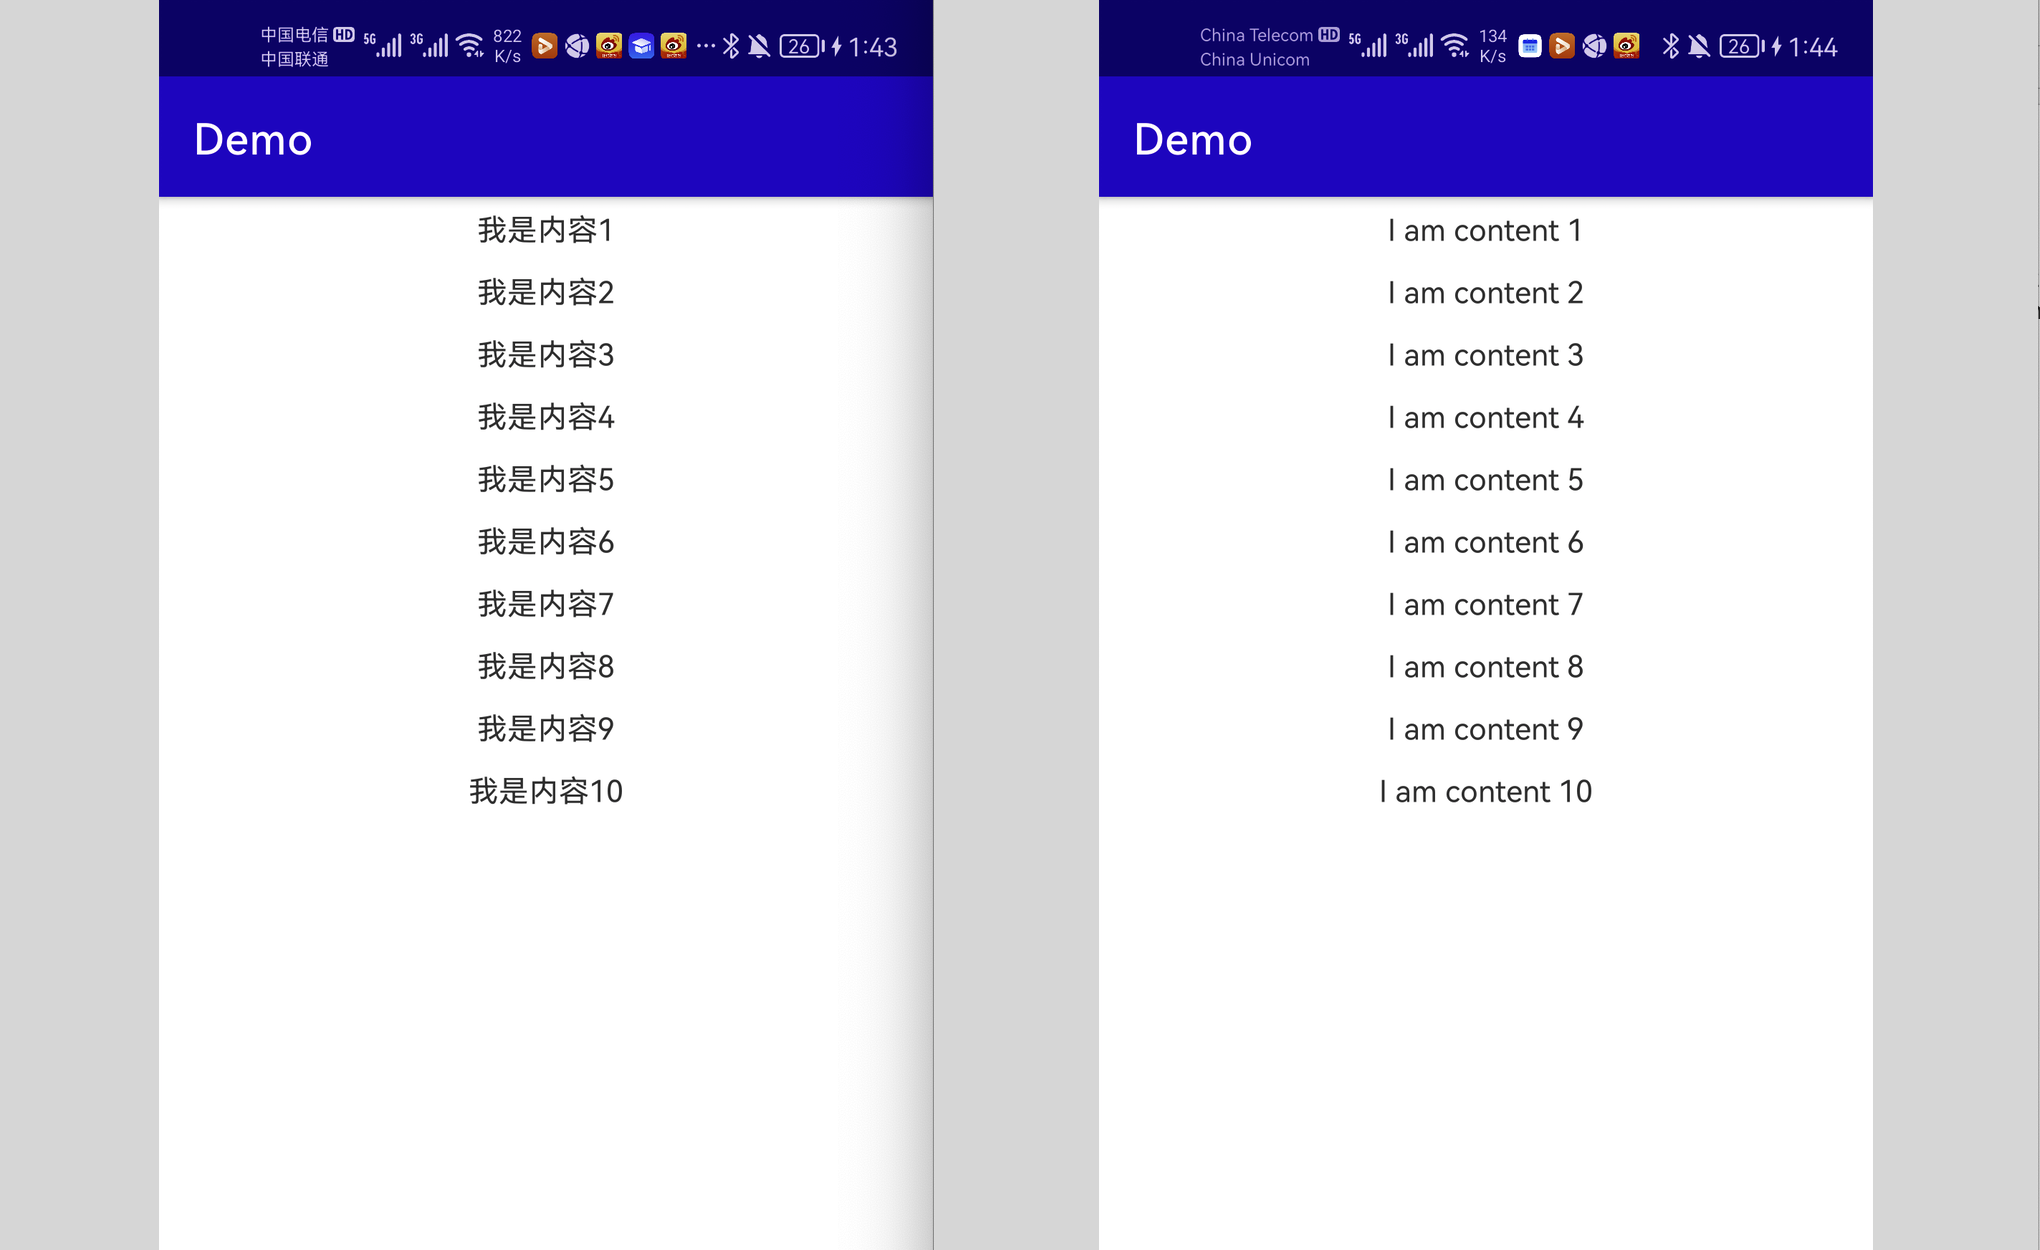 中国电信 HD 5G 3G 822 26 1:43
中国联通 K/s
Demo
我是内容1
我是内容2
我是内容3
我是内容4
我是内容5
我是内容6
我是内容7
我是内容8
我是内容9
我是内容10
China Telecom HD 5G 3G 134 26 1:44
China Unicom K/s
Demo
I am content 1
I am content 2
I am content 3
I am content 4
I am content 5
I am content 6
I am content 7
I am content 8
I am content 9
I am content 10